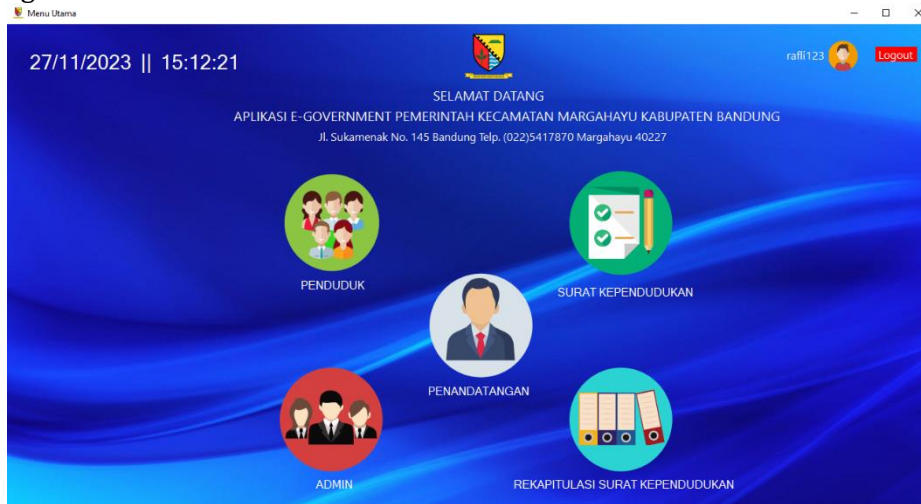 Menu Utama
27/11/2023 || 15:12:21
rafli123
Logout
SELAMAT DATANG
APLIKASI E-GOVERNMENT PEMERINTAH KECAMATAN MARGAHAYU KABUPATEN BANDUNG
Jl. Sukamenak No. 145 Bandung Telp. (022)5417870 Margahayu 40227
PENDUDUK
SURAT KEPENDUDUKAN
PENANDATANGAN
ADMIN
REKAPITULASI SURAT KEPENDUDUKAN